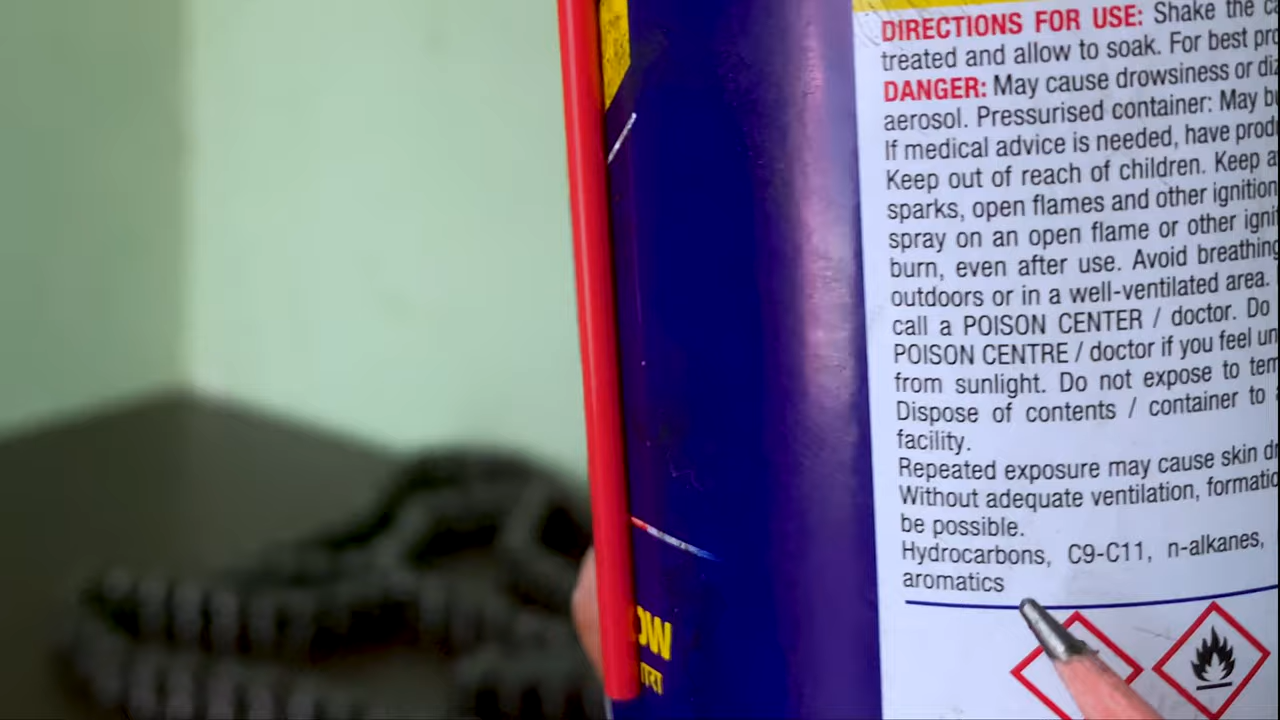 DIRECTIONS FOR USE: Shake the
treated and allow to soak. For best
DANGER: May cause drowsiness or
aerosol. Pressurised container: May
If medical advice is needed, have
Keep out of reach of children. Keep
sparks, open flames and other ignition
spray on an open flame or other
burn, even after use. Avoid breathing
outdoors or in a well-ventilated area.
call a POISON CENTER / doctor. Do
POISON CENTRE / doctor if you feel
from sunlight. Do not expose to
Dispose of contents / container to
facility.
Repeated exposure may cause skin
Without adequate ventilation,
be possible.
Hydrocarbons, C9-C11, n-alkanes,
aromatics